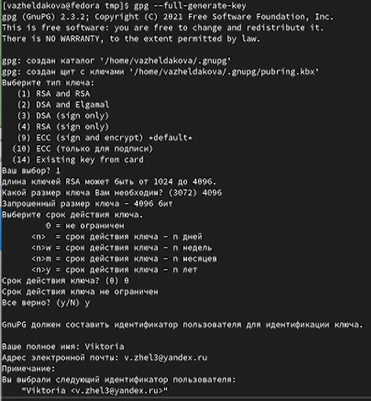 [vazheldakova@fedora tmp]$ gpg --full-generate-key
gpg (GnuPG) 2.3.2; Copyright (C) 2021 Free Software Foundation, Inc.
This is free software: you are free to change and redistribute it.
There is NO WARRANTY, to the extent permitted by law.
gpg: создан каталог '/home/vazheldakova/.gnupg'
gpg: создан щит с ключами '/home/vazheldakova/.gnupg/pubring.kbx'
Выберите тип ключа:
(1) RSA and RSA
(2) DSA and Elgamal
(3) DSA (sign only)
(4) RSA (sign only)
(9) ECC (sign and encrypt) *default*
(10) ECC (только для подписи)
(14) Existing key from card
Ваш выбор? 1
длина ключей RSA может быть от 1024 до 4096.
Какой размер ключа Вам необходим? (3072) 4096
Запрошенный размер ключа - 4096 бит
Выберите срок действия ключа.
0 = не ограничен
<n> = срок действия ключа - n дней
<n>w = срок действия ключа - n недель
<n>m = срок действия ключа - n месяцев
<n>y = срок действия ключа - n лет
Срок действия ключа? (0) 0
Срок действия ключа не ограничен
Все верно? (y/N) y
GnuPG должен составить идентификатор пользователя для идентификации ключа.
Ваше полное имя: Viktoria
Адрес электронной почты: v.zhel3@yandex.ru
Примечание:
Вы выбрали следующий идентификатор пользователя:
"Viktoria <v.zhel3@yandex.ru>"